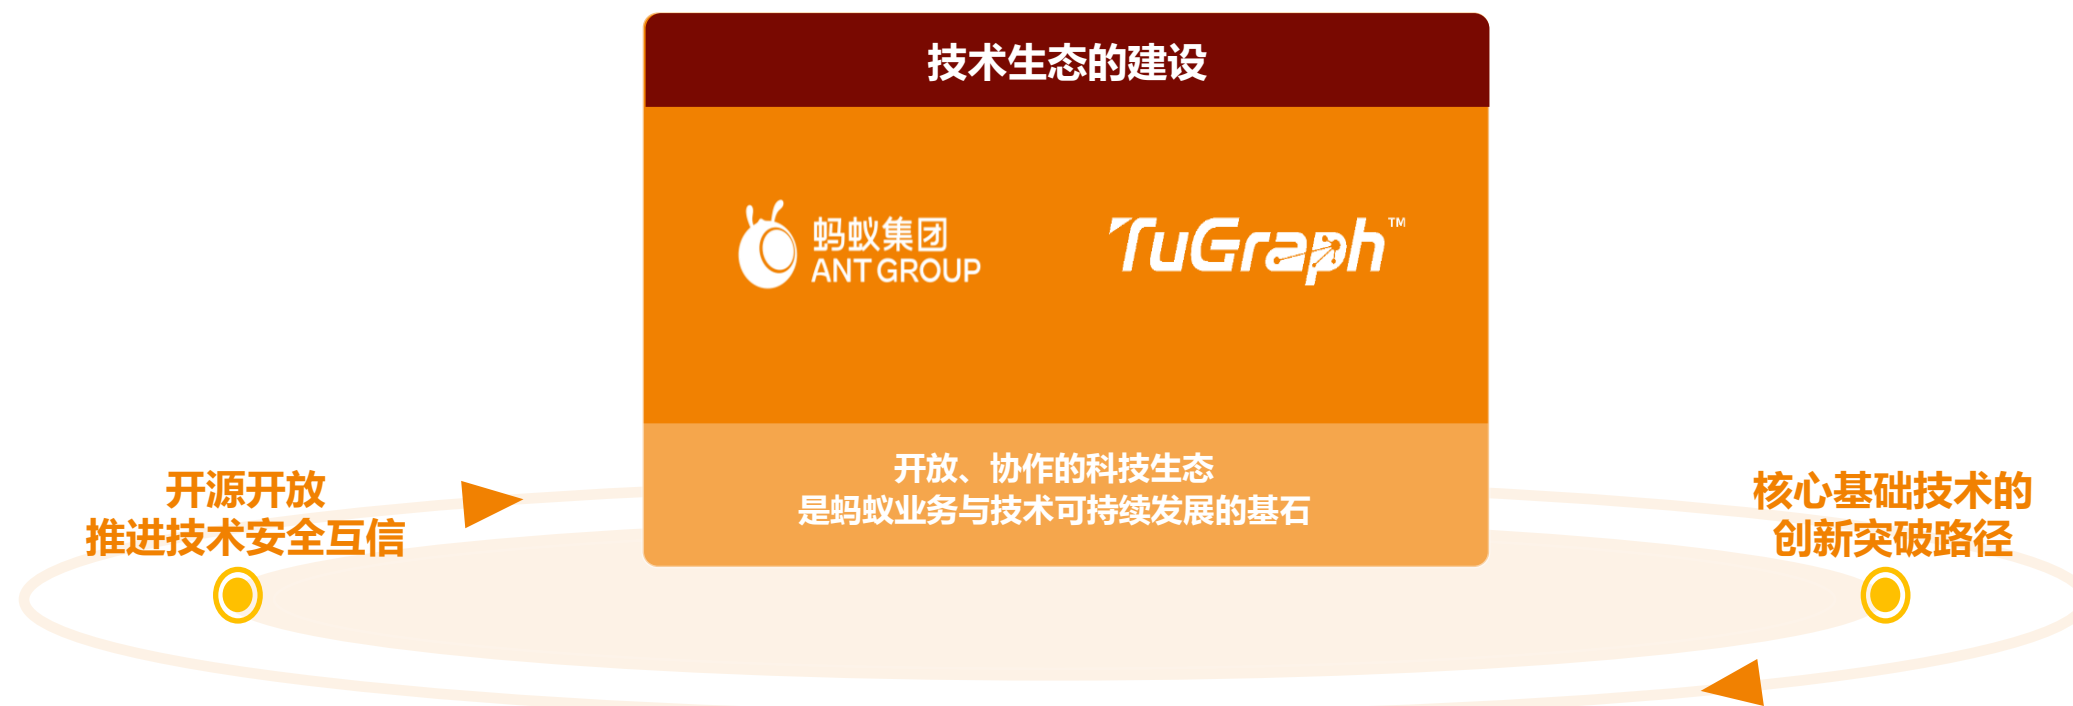 技术生态的建设
蚂蚁集团
ANT GROUP
TuGraph™
开放、协作的科技生态
是蚂蚁业务与技术可持续发展的基石
开源开放
推进技术安全互信
核心基础技术的
创新突破路径